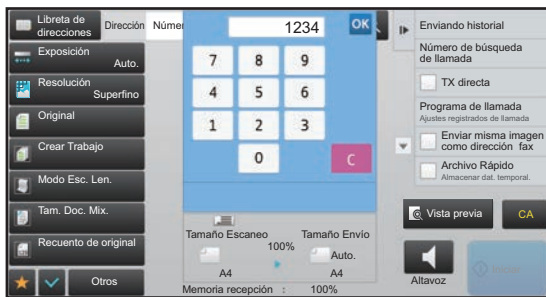 Libreta de
direcciones
Dirección
Númer
1234
OK
Enviando historial
Exposición
Auto.
Número de búsqueda
de llamada
Resolución
Superfino
TX directa
Original
Programa de llamada
Ajustes registrados de llamada
Crear Trabajo
Enviar misma imagen
como dirección fax
Modo Esc. Len.
Archivo Rápido
Almacenar dat. temporal.
Tam. Doc. Mix.
Recuento de original
Otros
7 8 9
4 5 6
1 2 3
0 C
Tamaño Escaneo
Tamaño Envío
100%
Auto.
A4
A4
Memoria recepción : 100%
Vista previa
CA
Altavoz